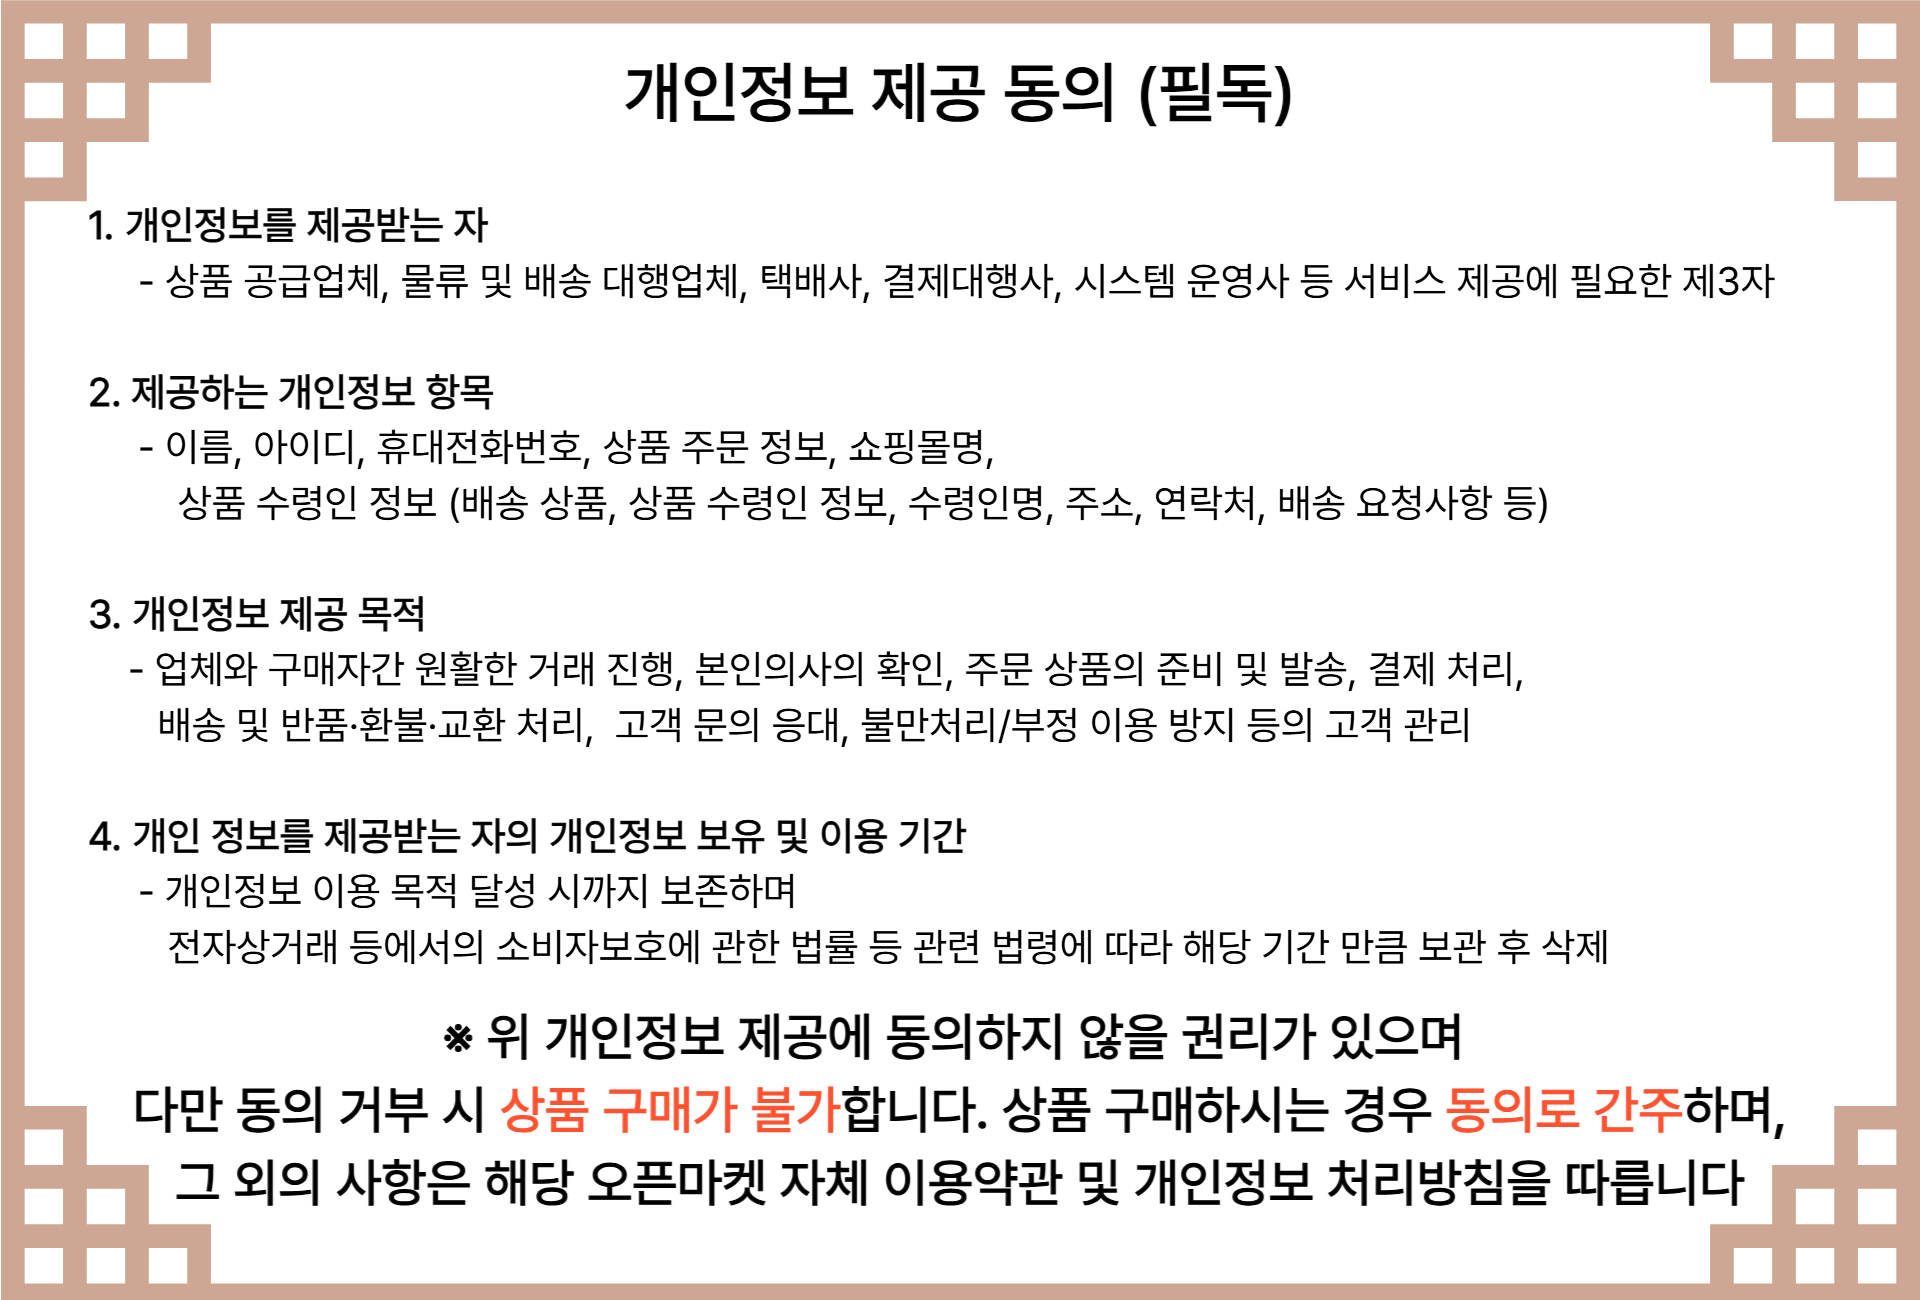 개인정보 제공 동의 (필독)
1. 개인정보를 제공받는 자
- 상품 공급업체, 물류 및 배송 대행업체, 택배사, 결제대행사, 시스템 운영사 등 서비스 제공에 필요한 제3자
2. 제공하는 개인정보 항목
- 이름, 아이디, 휴대전화번호, 상품 주문 정보, 쇼핑몰명,
상품 수령인 정보 (배송 상품, 상품 수령인 정보, 수령인명, 주소, 연락처, 배송 요청사항 등)
3. 개인정보 제공 목적
- 업체와 구매자간 원활한 거래 진행, 본인의사의 확인, 주문 상품의 준비 및 발송, 결제 처리,
배송 및 반품·환불·교환 처리, 고객 문의 응대, 불만처리/부정 이용 방지 등의 고객 관리
4. 개인 정보를 제공받는 자의 개인정보 보유 및 이용 기간
- 개인정보 이용 목적 달성 시까지 보존하며
전자상거래 등에서의 소비자보호에 관한 법률 등 관련 법령에 따라 해당 기간 만큼 보관 후 삭제
※ 위 개인정보 제공에 동의하지 않을 권리가 있으며
다만 동의 거부 시 상품 구매가 불가합니다. 상품 구매하시는 경우 동의로 간주하며,
그 외의 사항은 해당 오픈마켓 자체 이용약관 및 개인정보 처리방침을 따릅니다